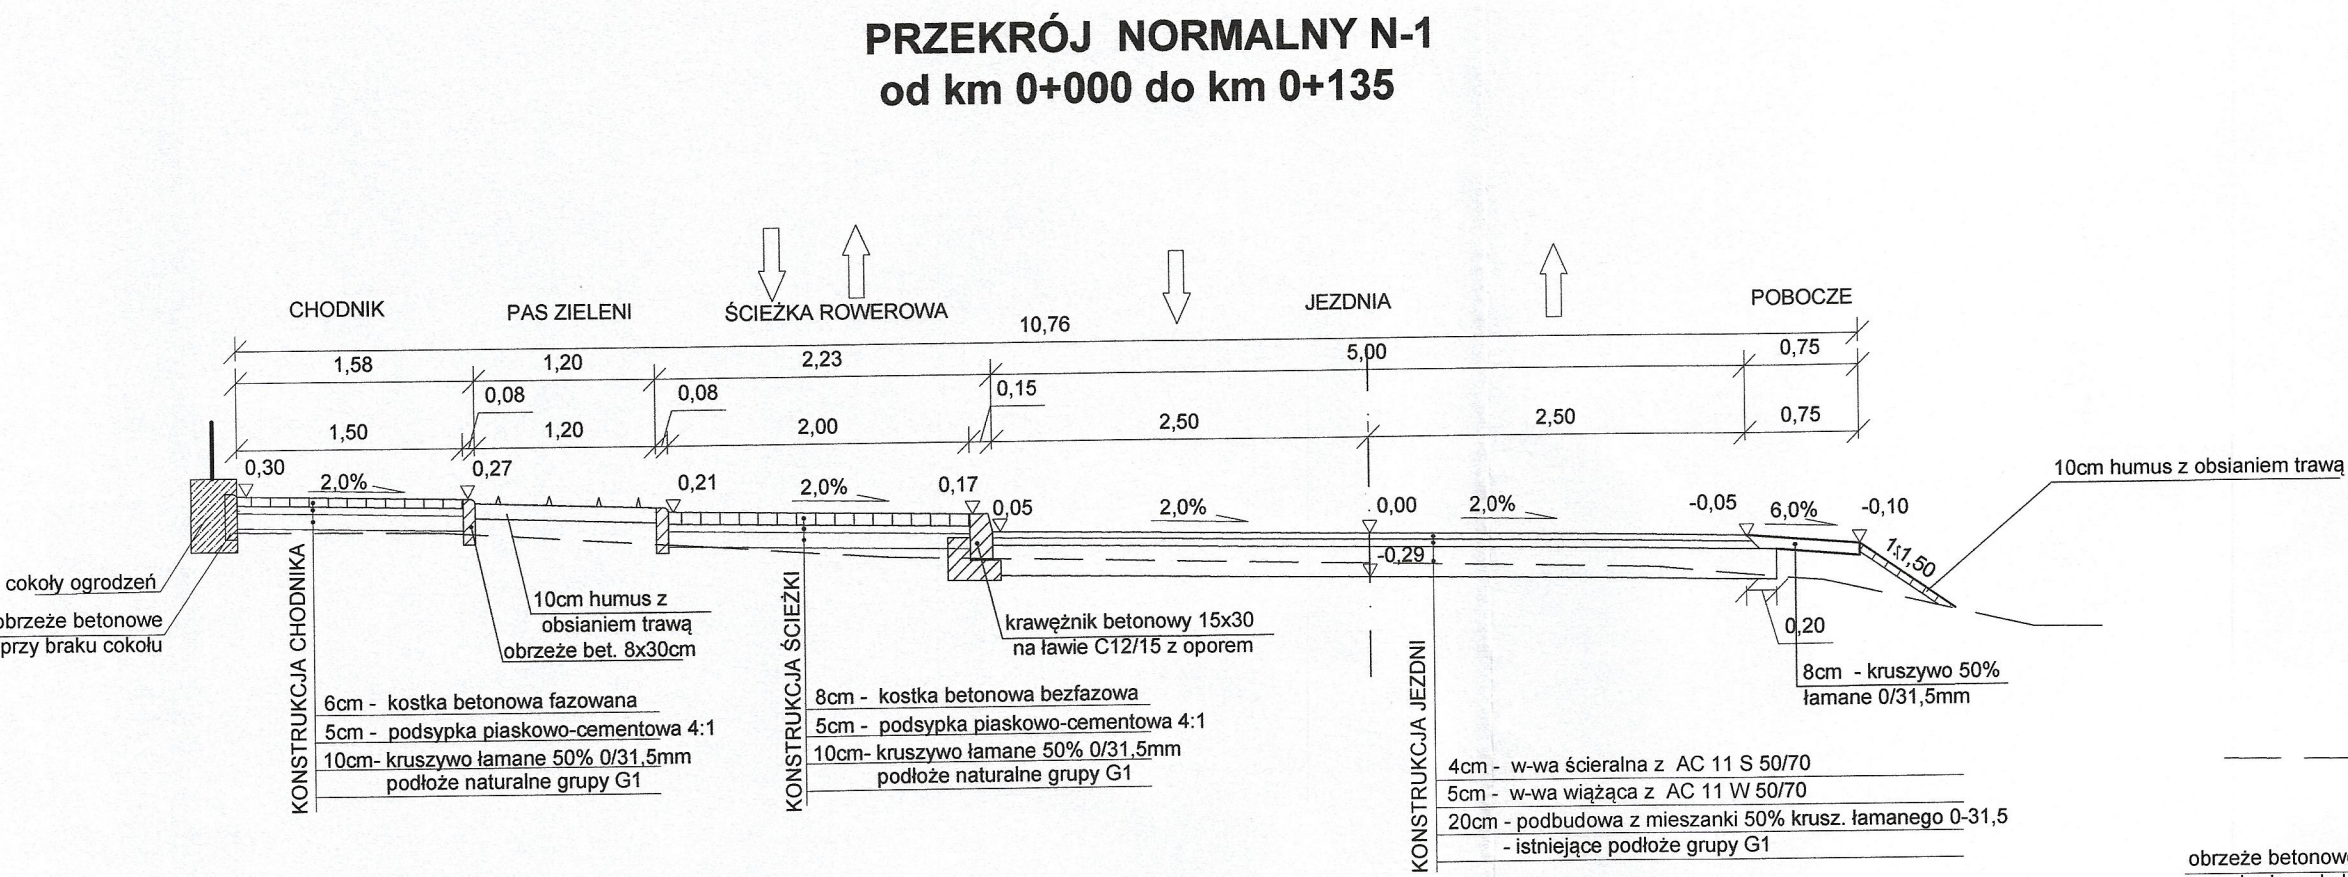 PRZEKRÓJ NORMALNY N-1
od km 0+000 do km 0+135
CHODNIK
PAS ZIELENI
ŚCIEŻKA ROWEROWA
JEZDNIA
POBOCZE
10,76
1,58
1,20
2,23
5,00
0,75
0,08
0,08
0,15
1,50
1,20
2,00
2,50
2,50
0,75
0,30
2,0%
0,27
0,21
2,0%
0,17
0,05
2,0%
0,00
2,0%
-0,05
6,0%
-0,10
-0,29
1:1,50
0,20
10cm humus z obsianiem trawą
cokoły ogrodzeń
obrzeże betonowe
przy braku cokołu
10cm humus z
obsianiem trawą
obrzeże bet. 8x30cm
krawężnik betonowy 15x30
na ławie C12/15 z oporem
8cm - kruszywo 50%
łamane 0/31,5mm
KONSTRUKCJA CHODNIKA
6cm - kostka betonowa fazowana
5cm - podsypka piaskowo-cementowa 4:1
10cm- kruszywo łamane 50% 0/31,5mm
podłoże naturalne grupy G1
KONSTRUKCJA ŚCIEŻKI
8cm - kostka betonowa bezfazowa
5cm - podsypka piaskowo-cementowa 4:1
10cm- kruszywo łamane 50% 0/31,5mm
podłoże naturalne grupy G1
KONSTRUKCJA JEZDNI
4cm - w-wa ścieralna z AC 11 S 50/70
5cm - w-wa wiążąca z AC 11 W 50/70
20cm - podbudowa z mieszanki 50% krusz. łamanego 0-31,5
- istniejące podłoże grupy G1
obrzeże betonowe